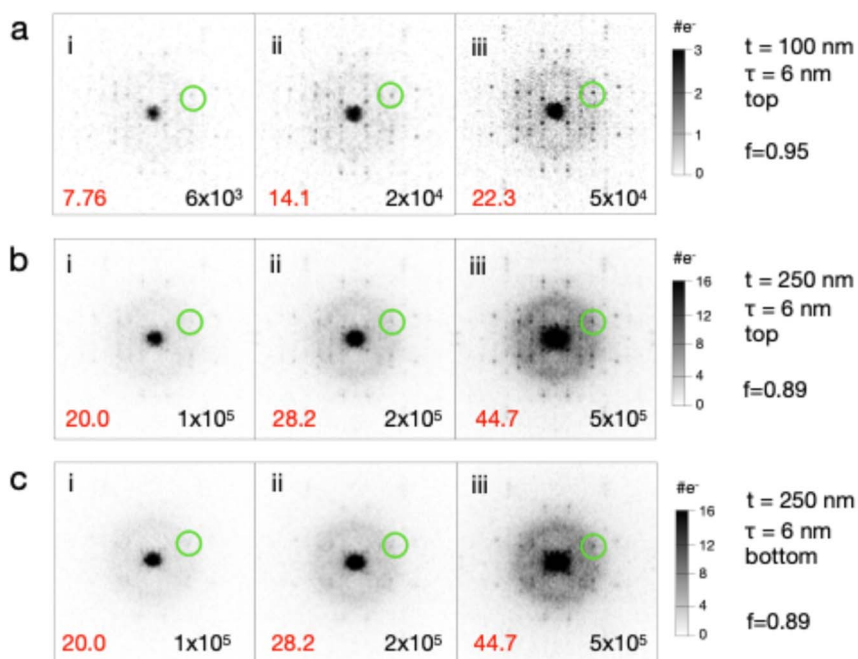 a
i
ii
iii
7.76
6x10³
14.1
2x10⁴
22.3
5x10⁴
#e⁻
3
2
1
0
t = 100 nm
τ = 6 nm
top
f=0.95
b
i
ii
iii
20.0
1x10⁵
28.2
2x10⁵
44.7
5x10⁵
#e⁻
16
12
8
4
0
t = 250 nm
τ = 6 nm
top
f=0.89
c
i
ii
iii
20.0
1x10⁵
28.2
2x10⁵
44.7
5x10⁵
#e⁻
16
12
8
4
0
t = 250 nm
τ = 6 nm
bottom
f=0.89